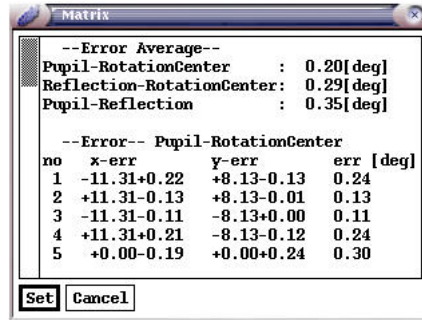 Matrix
--Error Average--
Pupil-RotationCenter : 0.20[deg]
Reflection-RotationCenter: 0.29[deg]
Pupil-Reflection : 0.35[deg]
--Error-- Pupil-RotationCenter
no x-err y-err err [deg]
1 -11.31+0.22 +8.13-0.13 0.24
2 +11.31-0.13 +8.13-0.01 0.13
3 -11.31-0.11 -8.13+0.00 0.11
4 +11.31+0.21 -8.13-0.12 0.24
5 +0.00-0.19 +0.00+0.24 0.30
Set Cancel